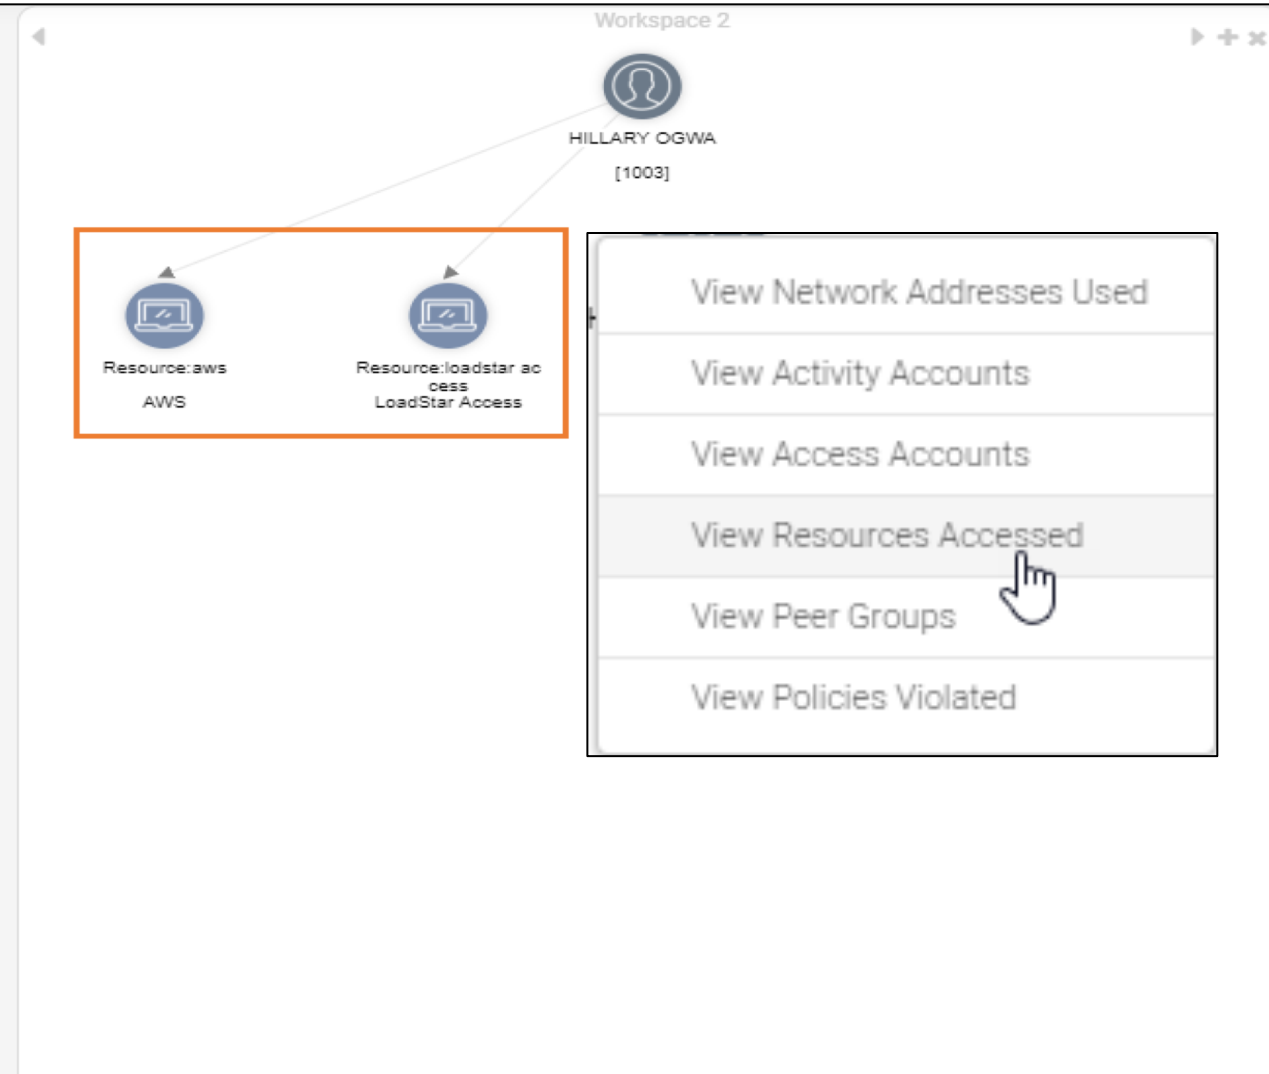 Workspace 2
HILLARY OGWA
[1003]
Resource:aws
AWS
Resource:loadstar ac
cess
LoadStar Access
View Network Addresses Used
View Activity Accounts
View Access Accounts
View Resources Accessed
View Peer Groups
View Policies Violated